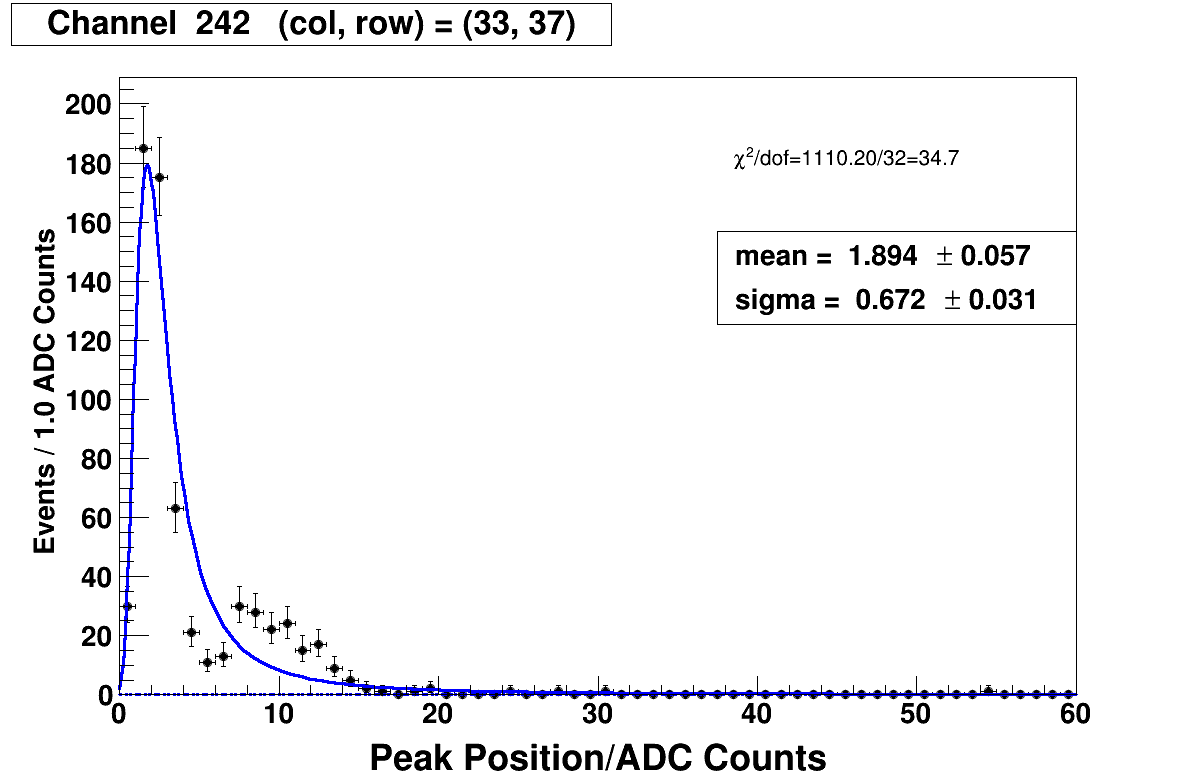 Channel 242 (col, row) = (33, 37)
200
180
160
140
120
100
80
60
40
20
0
Events / 1.0 ADC Counts
χ²/dof=1110.20/32=34.7
mean = 1.894 ± 0.057
sigma = 0.672 ± 0.031
0 10 20 30 40 50 60
Peak Position/ADC Counts